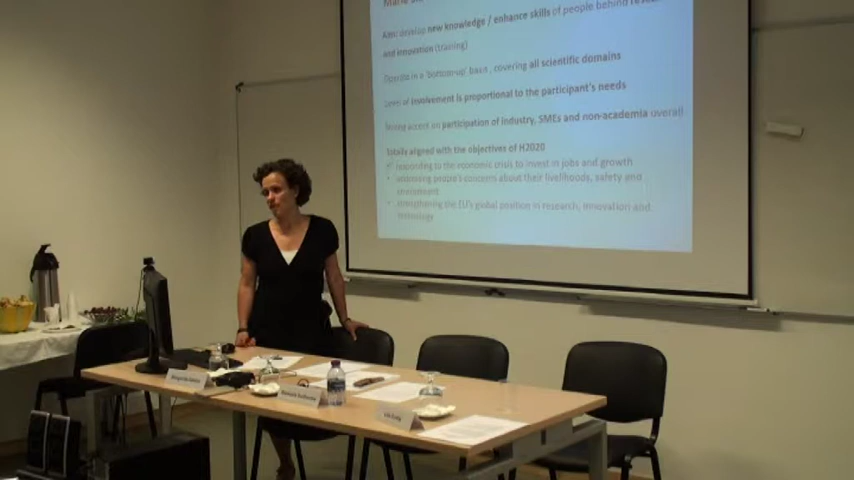 Aim: develop new knowledge / enhance skills of people behind
and innovation (training)
Operate in a 'bottom-up' basis, covering all scientific domains
Level of involvement is proportional to the participant's needs
Strong accent on participation of industry, SMEs and non-academia overall
Totally aligned with the objectives of H2020
• responding to the economic crisis to invest in jobs and growth
• addressing people's concerns about their livelihoods, safety and
environment
• strengthening the EU's global position in research, innovation and
technology